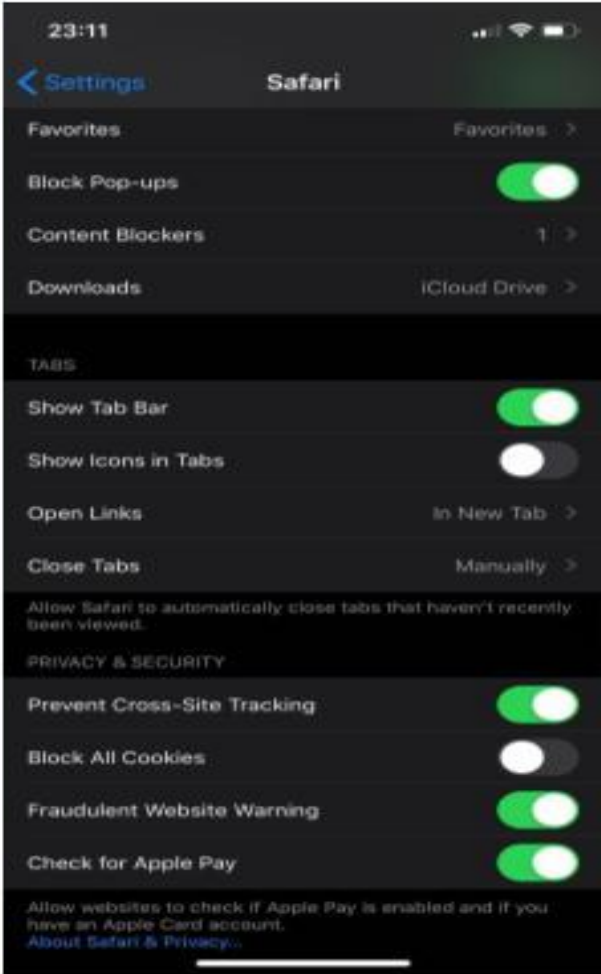 23:11
Settings
Safari
Favorites Favorites
Block Pop-ups
Content Blockers 1
Downloads iCloud Drive
TABS
Show Tab Bar
Show Icons in Tabs
Open Links In New Tab
Close Tabs Manually
Allow Safari to automatically close tabs that haven't recently
been viewed.
PRIVACY & SECURITY
Prevent Cross-Site Tracking
Block All Cookies
Fraudulent Website Warning
Check for Apple Pay
Allow websites to check if Apple Pay is enabled and if you
have an Apple Card account.
About Safari & Privacy...